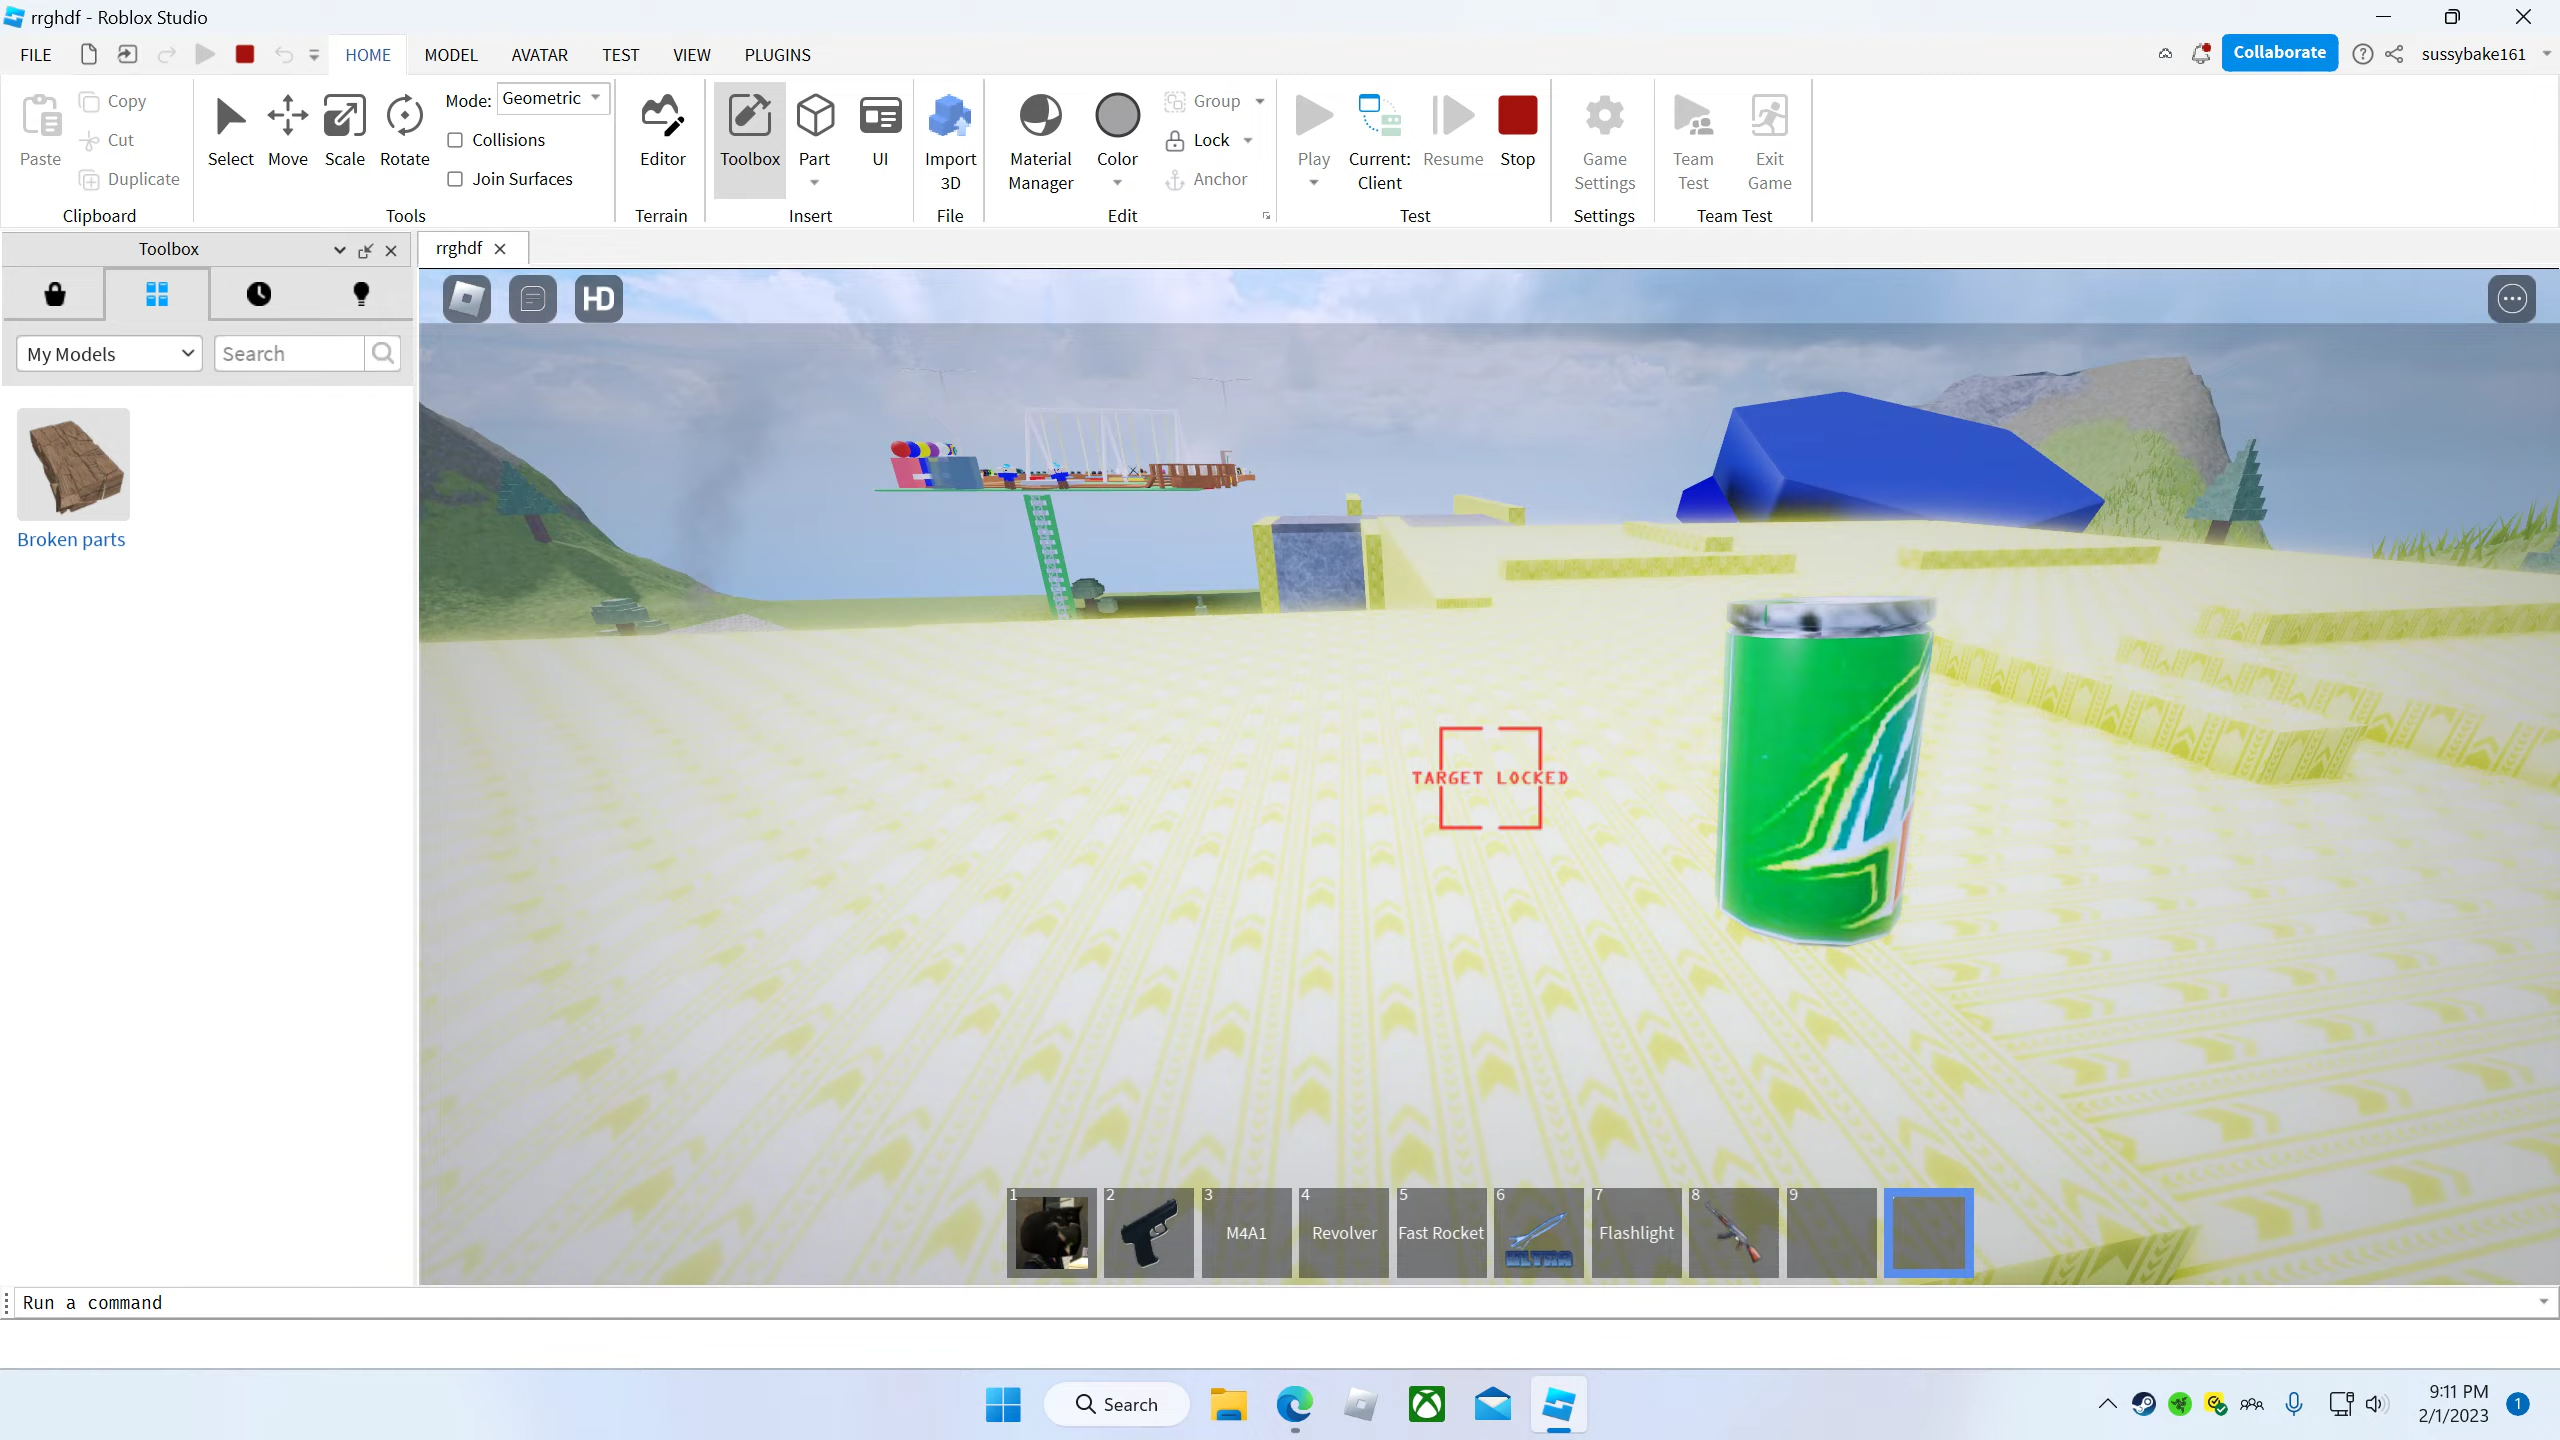 rrghdf - Roblox Studio
FILE HOME MODEL AVATAR TEST VIEW PLUGINS
Collaborate sussybake161
Paste
Copy
Cut
Duplicate
Clipboard
Select Move Scale Rotate
Mode: Geometric
Collisions
Join Surfaces
Tools
Editor
Terrain
Toolbox Part UI
Insert
Import
3D
File
Material
Manager
Color
Group
Lock
Anchor
Edit
Play
Current:
Client
Resume Stop
Test
Game
Settings
Settings
Team
Test
Exit
Game
Team Test
Toolbox
rrghdf
My Models Search
Broken parts
HD
TARGET LOCKED
1 2 3 4 5 6 7 8 9
M4A1 Revolver Fast Rocket ULTRA Flashlight
Run a command
Search
9:11 PM
2/1/2023
1